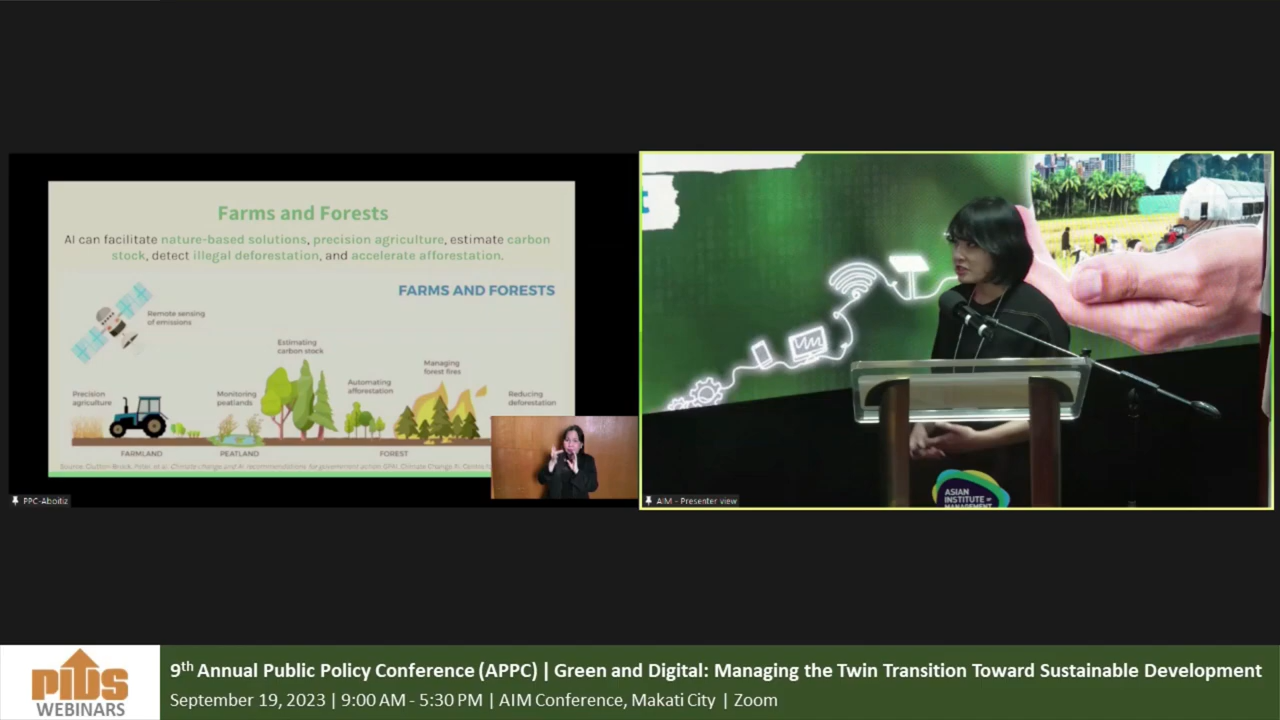 Farms and Forests
AI can facilitate nature-based solutions, precision agriculture, estimate carbon
stock, detect illegal deforestation, and accelerate afforestation.
FARMS AND FORESTS
Remote sensing
of emissions
Estimating
carbon stock
Managing
forest fires
Automating
afforestation
Precision
agriculture
Monitoring
peatlands
Reducing
deforestation
FARMLAND
PEATLAND
FOREST
PPC-Aboitiz
ASIAN
INSTITUTE OF
MANAGEMENT
AIM - Presenter view
PIDS
WEBINARS
9th Annual Public Policy Conference (APPC) | Green and Digital: Managing the Twin Transition Toward Sustainable Development
September 19, 2023 | 9:00 AM - 5:30 PM | AIM Conference, Makati City | Zoom